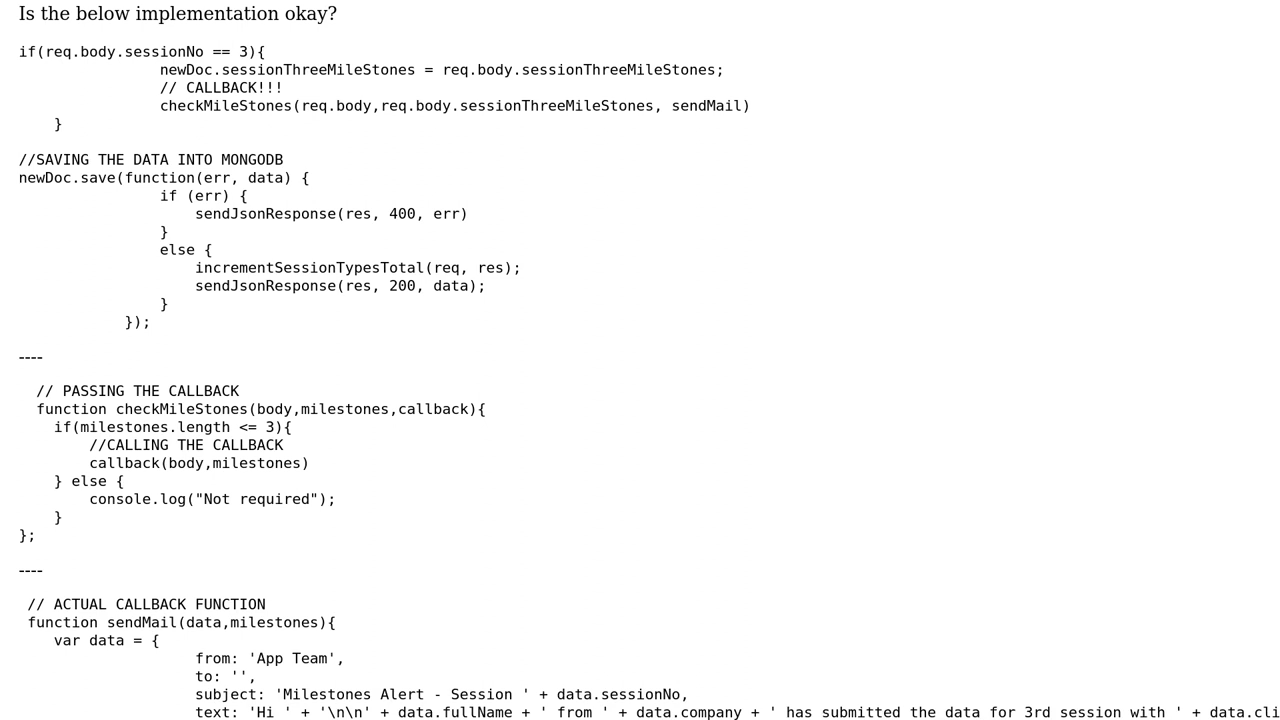 Is the below implementation okay?
if(req.body.sessionNo == 3){
newDoc.sessionThreeMileStones = req.body.sessionThreeMileStones;
// CALLBACK!!!
checkMileStones(req.body,req.body.sessionThreeMileStones, sendMail)
}
//SAVING THE DATA INTO MONGODB
newDoc.save(function(err, data) {
if (err) {
sendJsonResponse(res, 400, err)
}
else {
incrementSessionTypesTotal(req, res);
sendJsonResponse(res, 200, data);
}
});
----
// PASSING THE CALLBACK
function checkMileStones(body,milestones,callback){
if(milestones.length <= 3){
//CALLING THE CALLBACK
callback(body,milestones)
} else {
console.log("Not required");
}
};
----
// ACTUAL CALLBACK FUNCTION
function sendMail(data,milestones){
var data = {
from: 'App Team',
to: '',
subject: 'Milestones Alert - Session ' + data.sessionNo,
text: 'Hi ' + '\n\n' + data.fullName + ' from ' + data.company + ' has submitted the data for 3rd session with ' + data.cli